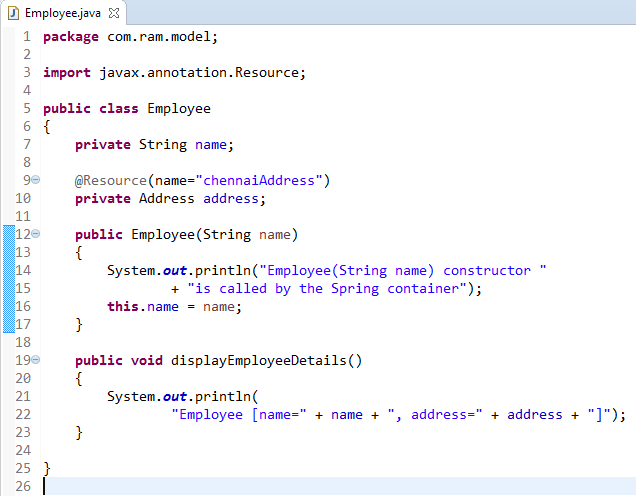 Employee.java
1 package com.ram.model;
2
3 import javax.annotation.Resource;
4
5 public class Employee
6 {
7     private String name;
8
9     @Resource(name="chennaiAddress")
10     private Address address;
11
12     public Employee(String name)
13     {
14         System.out.println("Employee(String name) constructor "
15                 + "is called by the Spring container");
16         this.name = name;
17     }
18
19     public void displayEmployeeDetails()
20     {
21         System.out.println(
22                 "Employee [name=" + name + ", address=" + address + "]");
23     }
24
25 }
26